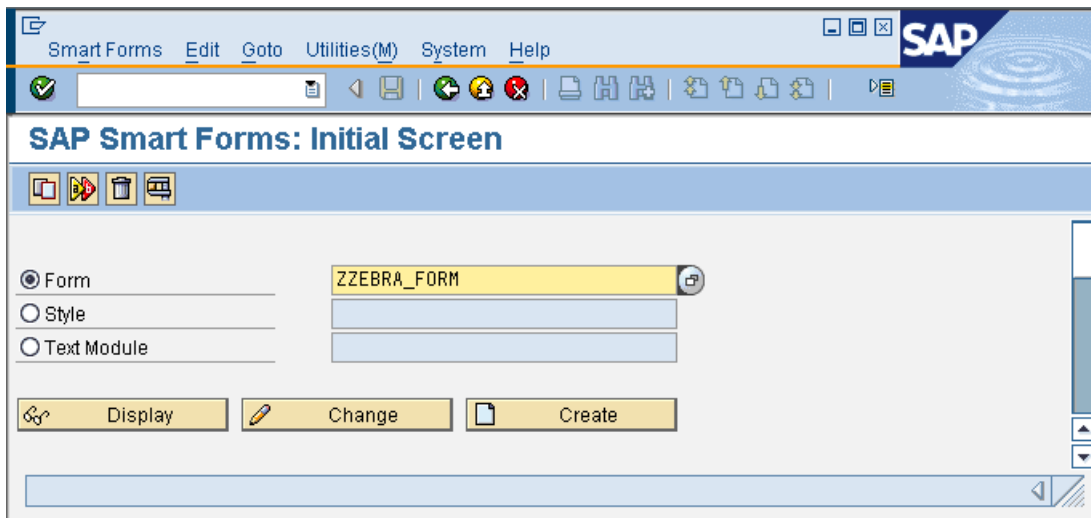 Smart Forms Edit Goto Utilities(M) System Help
SAP
SAP Smart Forms: Initial Screen
Form ZZEBRA_FORM
Style
Text Module
Display Change Create